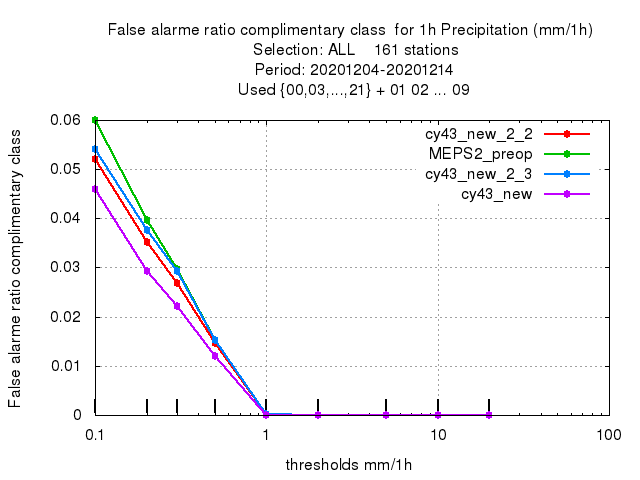 False alarme ratio complimentary class  for 1h Precipitation (mm/1h)
Selection: ALL    161 stations
Period: 20201204-20201214
Used {00,03,...,21} + 01 02 ... 09
False alarme ratio complimentary class
0.06
0.05
0.04
0.03
0.02
0.01
0
cy43_new_2_2
MEPS2_preop
cy43_new_2_3
cy43_new
0.1 1 10 100
thresholds mm/1h